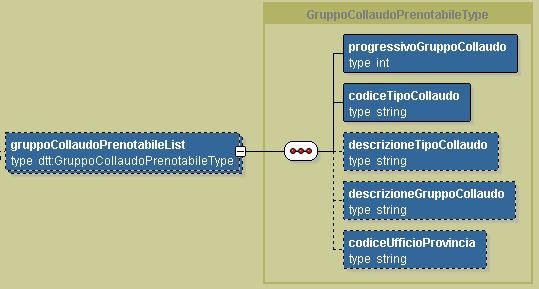 GruppoCollaudoPrenotabileType
progressivoGruppoCollaudo
type int
codiceTipoCollaudo
type string
gruppoCollaudoPrenotabileList
type dtt:GruppoCollaudoPrenotabileType
descrizioneTipoCollaudo
type string
descrizioneGruppoCollaudo
type string
codiceUfficioProvincia
type string